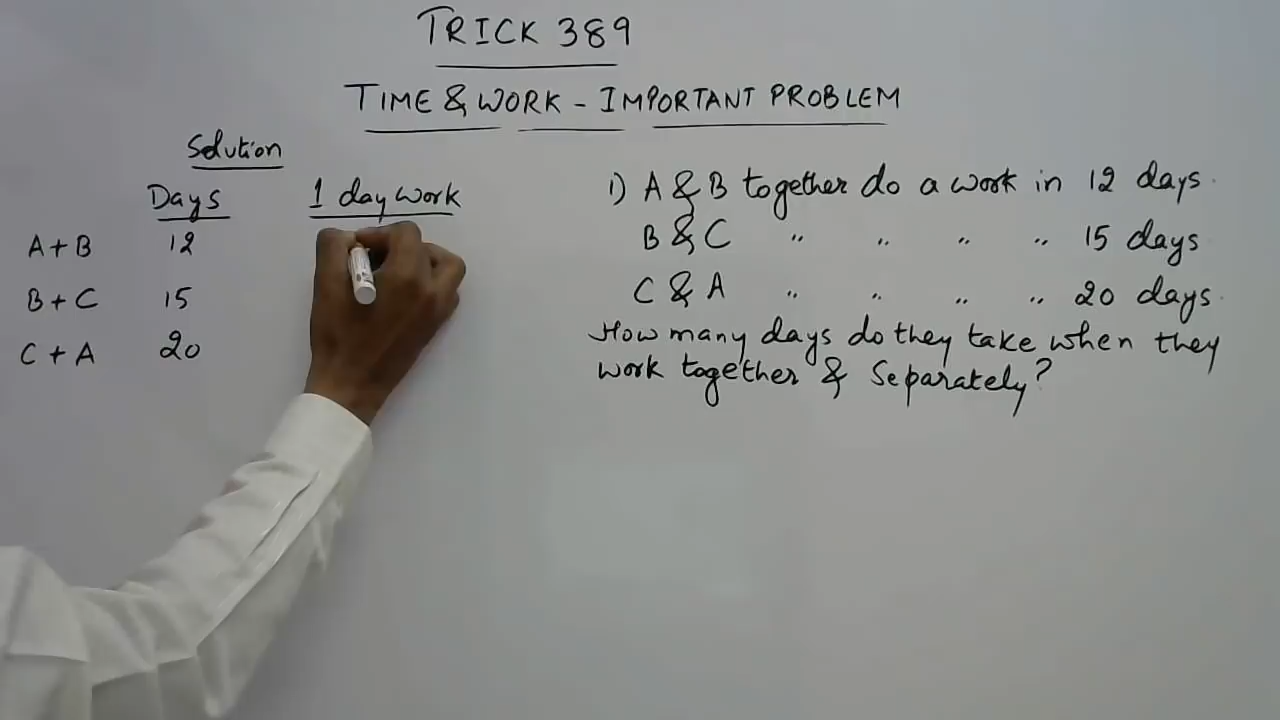 TRICK 389
TIME & WORK - IMPORTANT PROBLEM
Solution
Days 1 day work
A + B 12
B + C 15
C + A 20
1) A & B together do a work in 12 days.
B & C " " " " 15 days
C & A " " " " 20 days.
How many days do they take when they
work together & Separately?